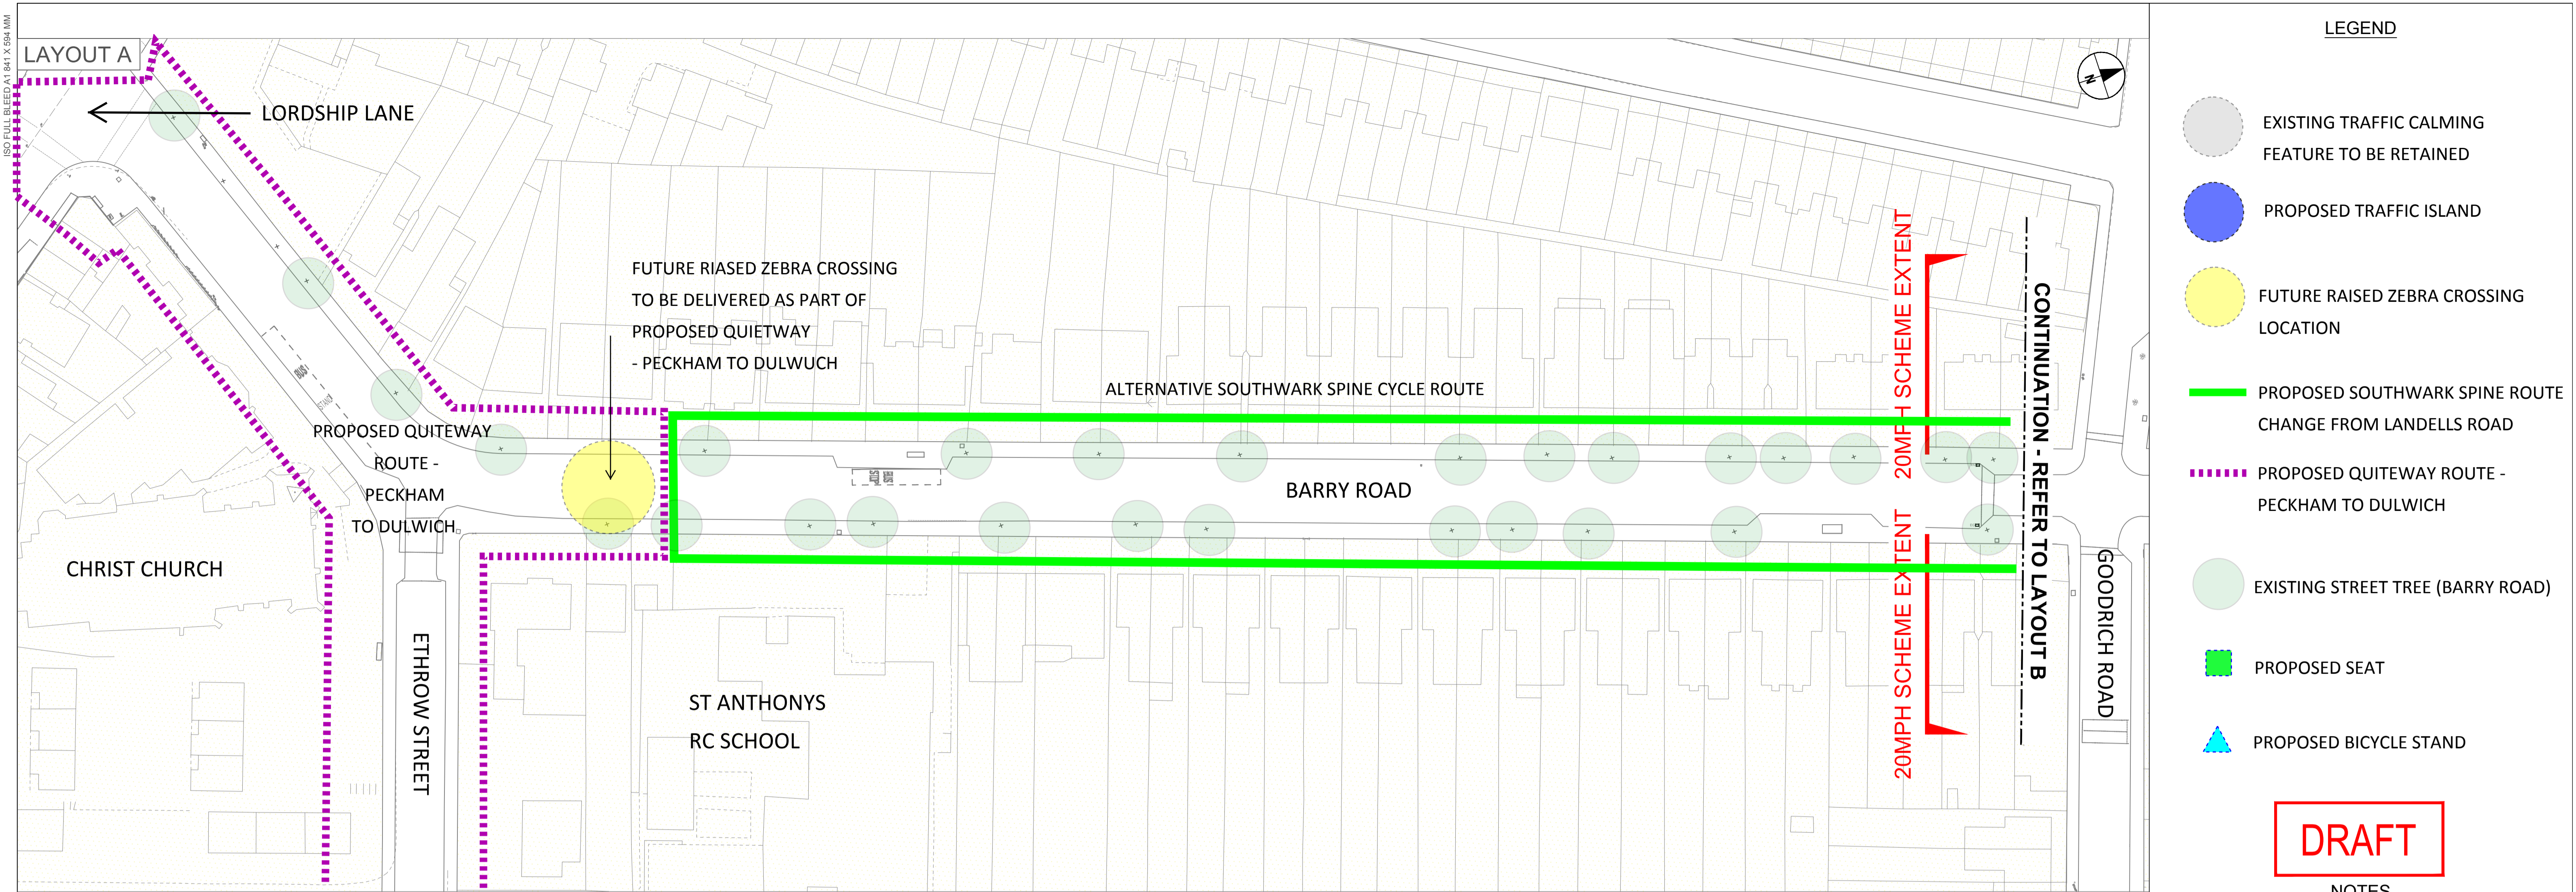 ISO FULL BLEED A1 841 X 594 MM
LAYOUT A
LORDSHIP LANE
N
FUTURE RIASED ZEBRA CROSSING
TO BE DELIVERED AS PART OF
PROPOSED QUIETWAY
- PECKHAM TO DULWUCH
ALTERNATIVE SOUTHWARK SPINE CYCLE ROUTE
BUS
STAND
PROPOSED QUITEWAY
ROUTE -
PECKHAM
TO DULWICH
BUS
STOP
BARRY ROAD
20MPH SCHEME EXTENT
20MPH SCHEME EXTENT
CONTINUATION - REFER TO LAYOUT B
GOODRICH ROAD
CHRIST CHURCH
ETHROW STREET
ST ANTHONYS
RC SCHOOL
LEGEND
EXISTING TRAFFIC CALMING
FEATURE TO BE RETAINED
PROPOSED TRAFFIC ISLAND
FUTURE RAISED ZEBRA CROSSING
LOCATION
PROPOSED SOUTHWARK SPINE ROUTE
CHANGE FROM LANDELLS ROAD
PROPOSED QUITEWAY ROUTE -
PECKHAM TO DULWICH
EXISTING STREET TREE (BARRY ROAD)
PROPOSED SEAT
PROPOSED BICYCLE STAND
DRAFT
NOTES